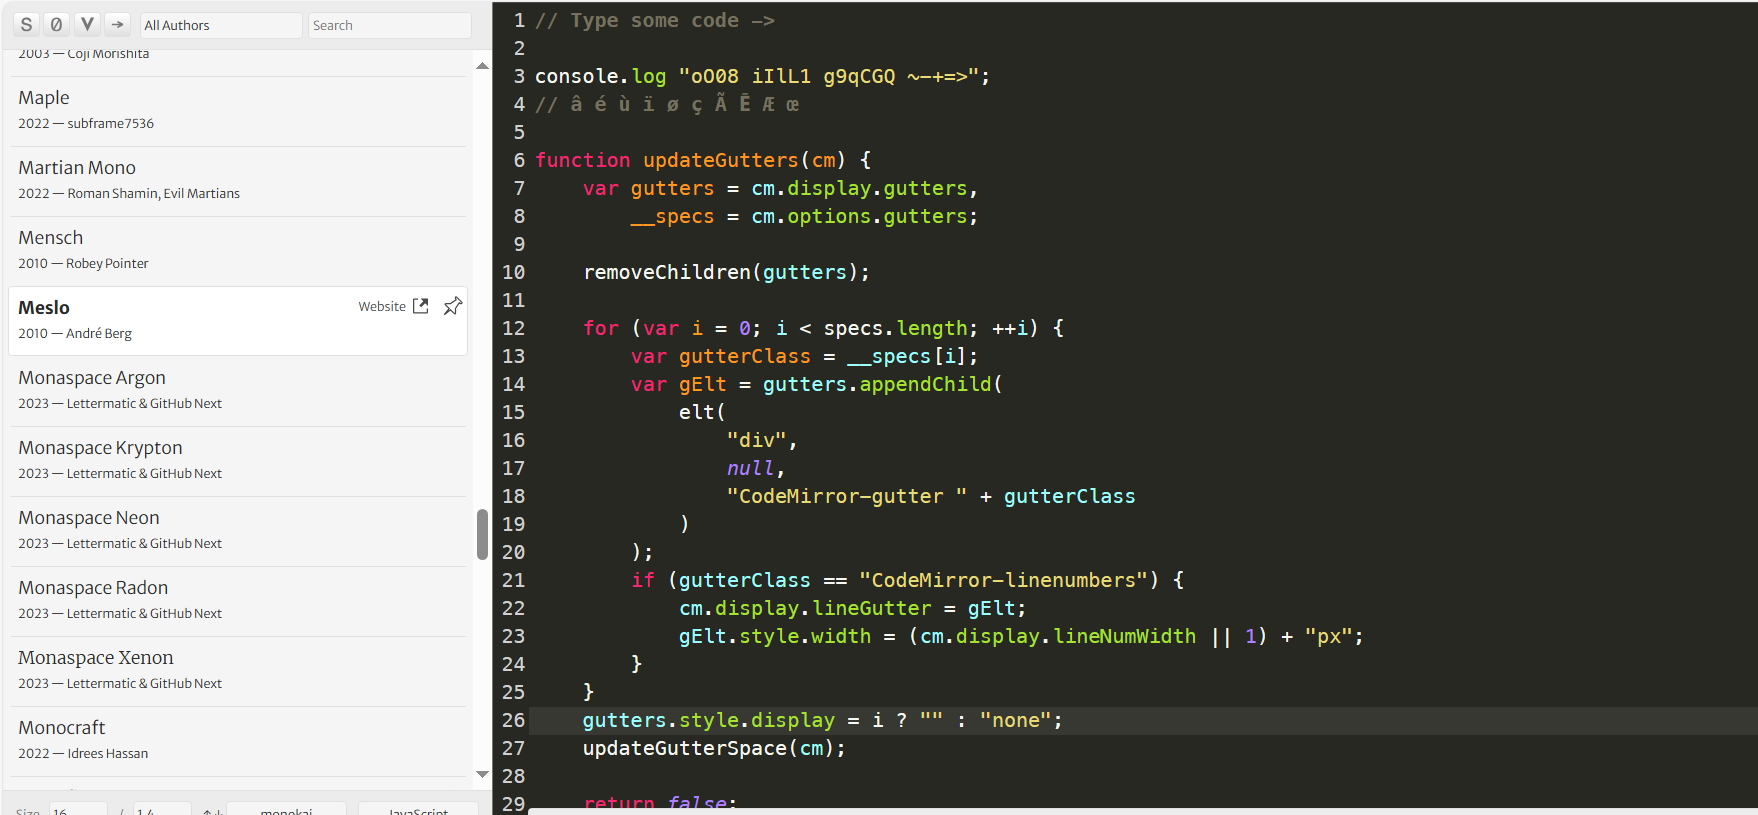 S Ø V → All Authors Search
2003 — Coji Morishita
Maple
2022 — subframe7536
Martian Mono
2022 — Roman Shamin, Evil Martians
Mensch
2010 — Robey Pointer
Meslo Website
2010 — André Berg
Monaspace Argon
2023 — Lettermatic & GitHub Next
Monaspace Krypton
2023 — Lettermatic & GitHub Next
Monaspace Neon
2023 — Lettermatic & GitHub Next
Monaspace Radon
2023 — Lettermatic & GitHub Next
Monaspace Xenon
2023 — Lettermatic & GitHub Next
Monocraft
2022 — Idrees Hassan
Size 16 / 1.4 ↑↓ monokai JavaScript
1 // Type some code —>
2
3 console.log "oO08 iIlL1 g9qCGQ ~-+=>";
4 // â é ù ï ø ç Ã Ē Æ œ
5
6 function updateGutters(cm) {
7     var gutters = cm.display.gutters,
8         __specs = cm.options.gutters;
9
10     removeChildren(gutters);
11
12     for (var i = 0; i < specs.length; ++i) {
13         var gutterClass = __specs[i];
14         var gElt = gutters.appendChild(
15             elt(
16                 "div",
17                 null,
18                 "CodeMirror-gutter " + gutterClass
19             )
20         );
21         if (gutterClass == "CodeMirror-linenumbers") {
22             cm.display.lineGutter = gElt;
23             gElt.style.width = (cm.display.lineNumWidth || 1) + "px";
24         }
25     }
26     gutters.style.display = i ? "" : "none";
27     updateGutterSpace(cm);
28
29     return false;